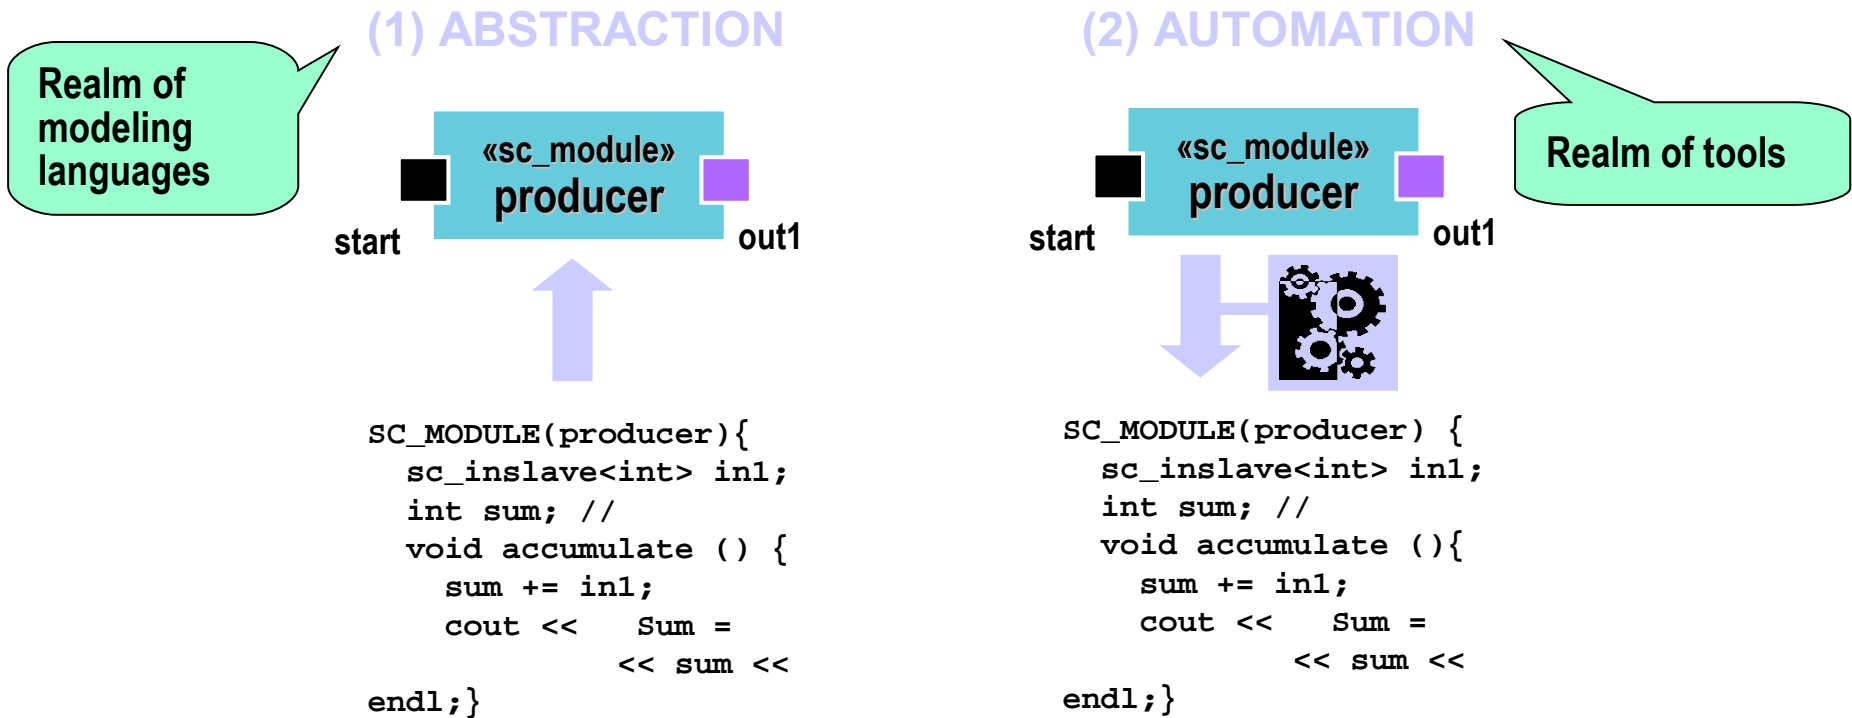 (1) ABSTRACTION
Realm of
modeling
languages
«sc_module»
producer
start
out1
SC_MODULE(producer){
sc_inslave<int> in1;
int sum; //
void accumulate () {
sum += in1;
cout << Sum =
<< sum <<
endl;}
(2) AUTOMATION
Realm of tools
«sc_module»
producer
start
out1
SC_MODULE(producer) {
sc_inslave<int> in1;
int sum; //
void accumulate (){
sum += in1;
cout << Sum =
<< sum <<
endl;}